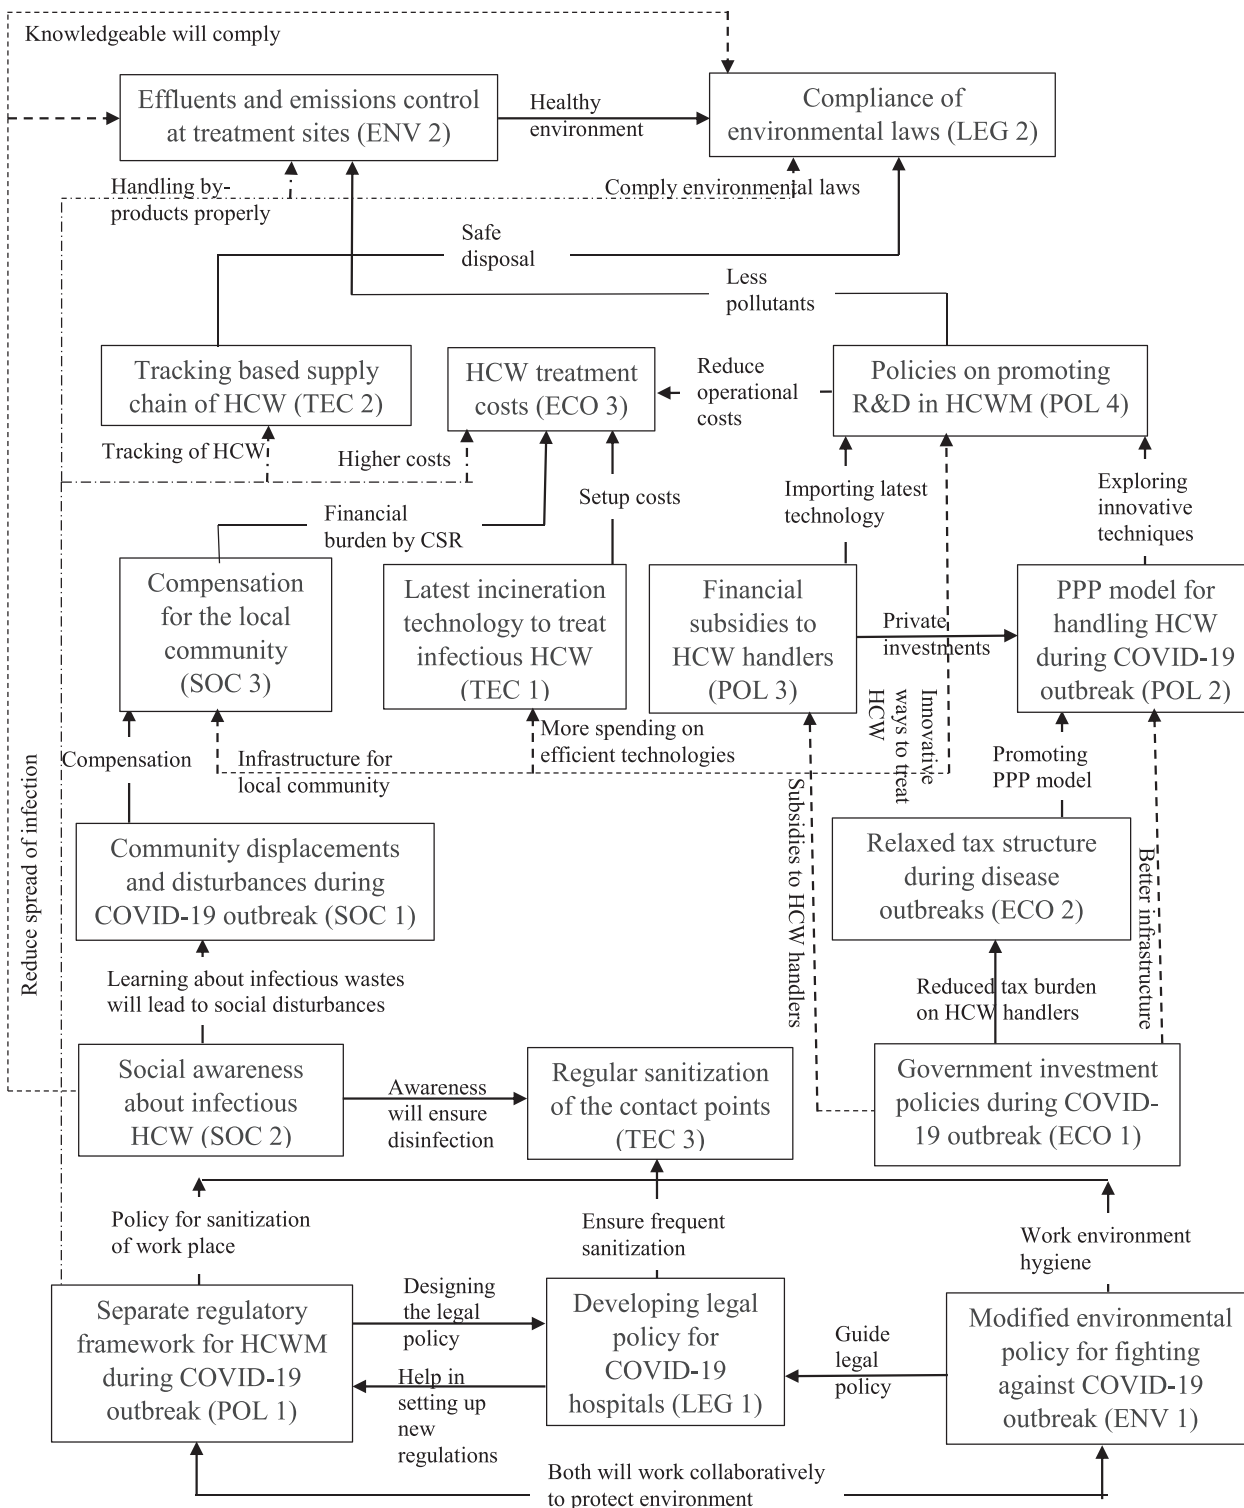 Knowledgeable will comply
Effluents and emissions control
at treatment sites (ENV 2)
Healthy
environment
Compliance of
environmental laws (LEG 2)
Handling by-
products properly
Comply environmental laws
Safe
disposal
Less
pollutants
Tracking based supply
chain of HCW (TEC 2)
HCW treatment
costs (ECO 3)
Reduce
operational
costs
Policies on promoting
R&D in HCWM (POL 4)
Tracking of HCW
Higher costs
Setup costs
Importing latest
technology
Exploring
innovative
techniques
Financial
burden by CSR
Compensation
for the local
community
(SOC 3)
Latest incineration
technology to treat
infectious HCW
(TEC 1)
Financial
subsidies to
HCW handlers
(POL 3)
Private
investments
PPP model for
handling HCW
during COVID-19
outbreak (POL 2)
Innovative
ways to treat
HCW
Compensation
Infrastructure for
local community
More spending on
efficient technologies
Promoting
PPP model
Subsidies to HCW handlers
Better infrastructure
Reduce spread of infection
Community displacements
and disturbances during
COVID-19 outbreak (SOC 1)
Relaxed tax structure
during disease
outbreaks (ECO 2)
Learning about infectious wastes
will lead to social disturbances
Reduced tax burden
on HCW handlers
Social awareness
about infectious
HCW (SOC 2)
Awareness
will ensure
disinfection
Regular sanitization
of the contact points
(TEC 3)
Government investment
policies during COVID-
19 outbreak (ECO 1)
Policy for sanitization
of work place
Ensure frequent
sanitization
Work environment
hygiene
Separate regulatory
framework for HCWM
during COVID-19
outbreak (POL 1)
Designing
the legal
policy
Help in
setting up
new
regulations
Developing legal
policy for
COVID-19
hospitals (LEG 1)
Guide
legal
policy
Modified environmental
policy for fighting
against COVID-19
outbreak (ENV 1)
Both will work collaboratively
to protect environment